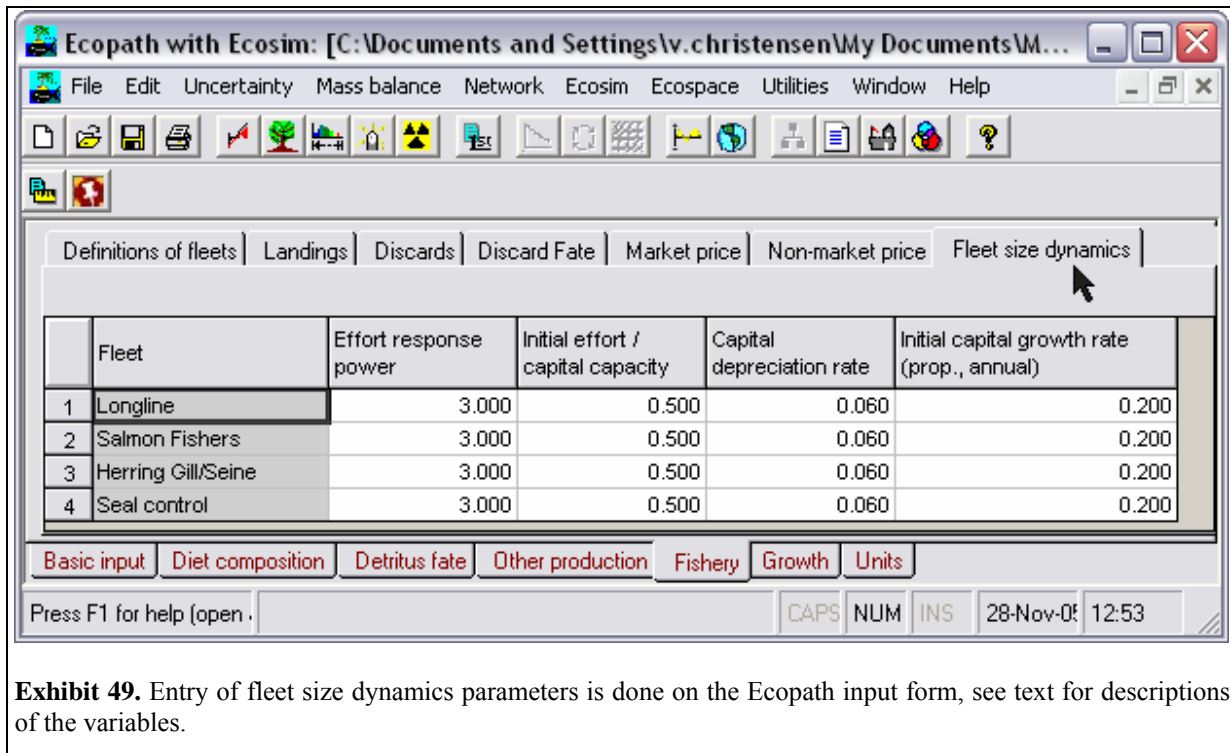 Ecopath with Ecosim: [C:\Documents and Settings\v.christensen\My Documents\M...
File Edit Uncertainty Mass balance Network Ecosim Ecospace Utilities Window Help
Definitions of fleets Landings Discards Discard Fate Market price Non-market price Fleet size dynamics
Fleet Effort response power Initial effort / capital capacity Capital depreciation rate Initial capital growth rate (prop., annual)
1 Longline 3.000 0.500 0.060 0.200
2 Salmon Fishers 3.000 0.500 0.060 0.200
3 Herring Gill/Seine 3.000 0.500 0.060 0.200
4 Seal control 3.000 0.500 0.060 0.200
Basic input Diet composition Detritus fate Other production Fishery Growth Units
Press F1 for help (open CAPS NUM INS 28-Nov-0 12:53
Exhibit 49. Entry of fleet size dynamics parameters is done on the Ecopath input form, see text for descriptions
of the variables.